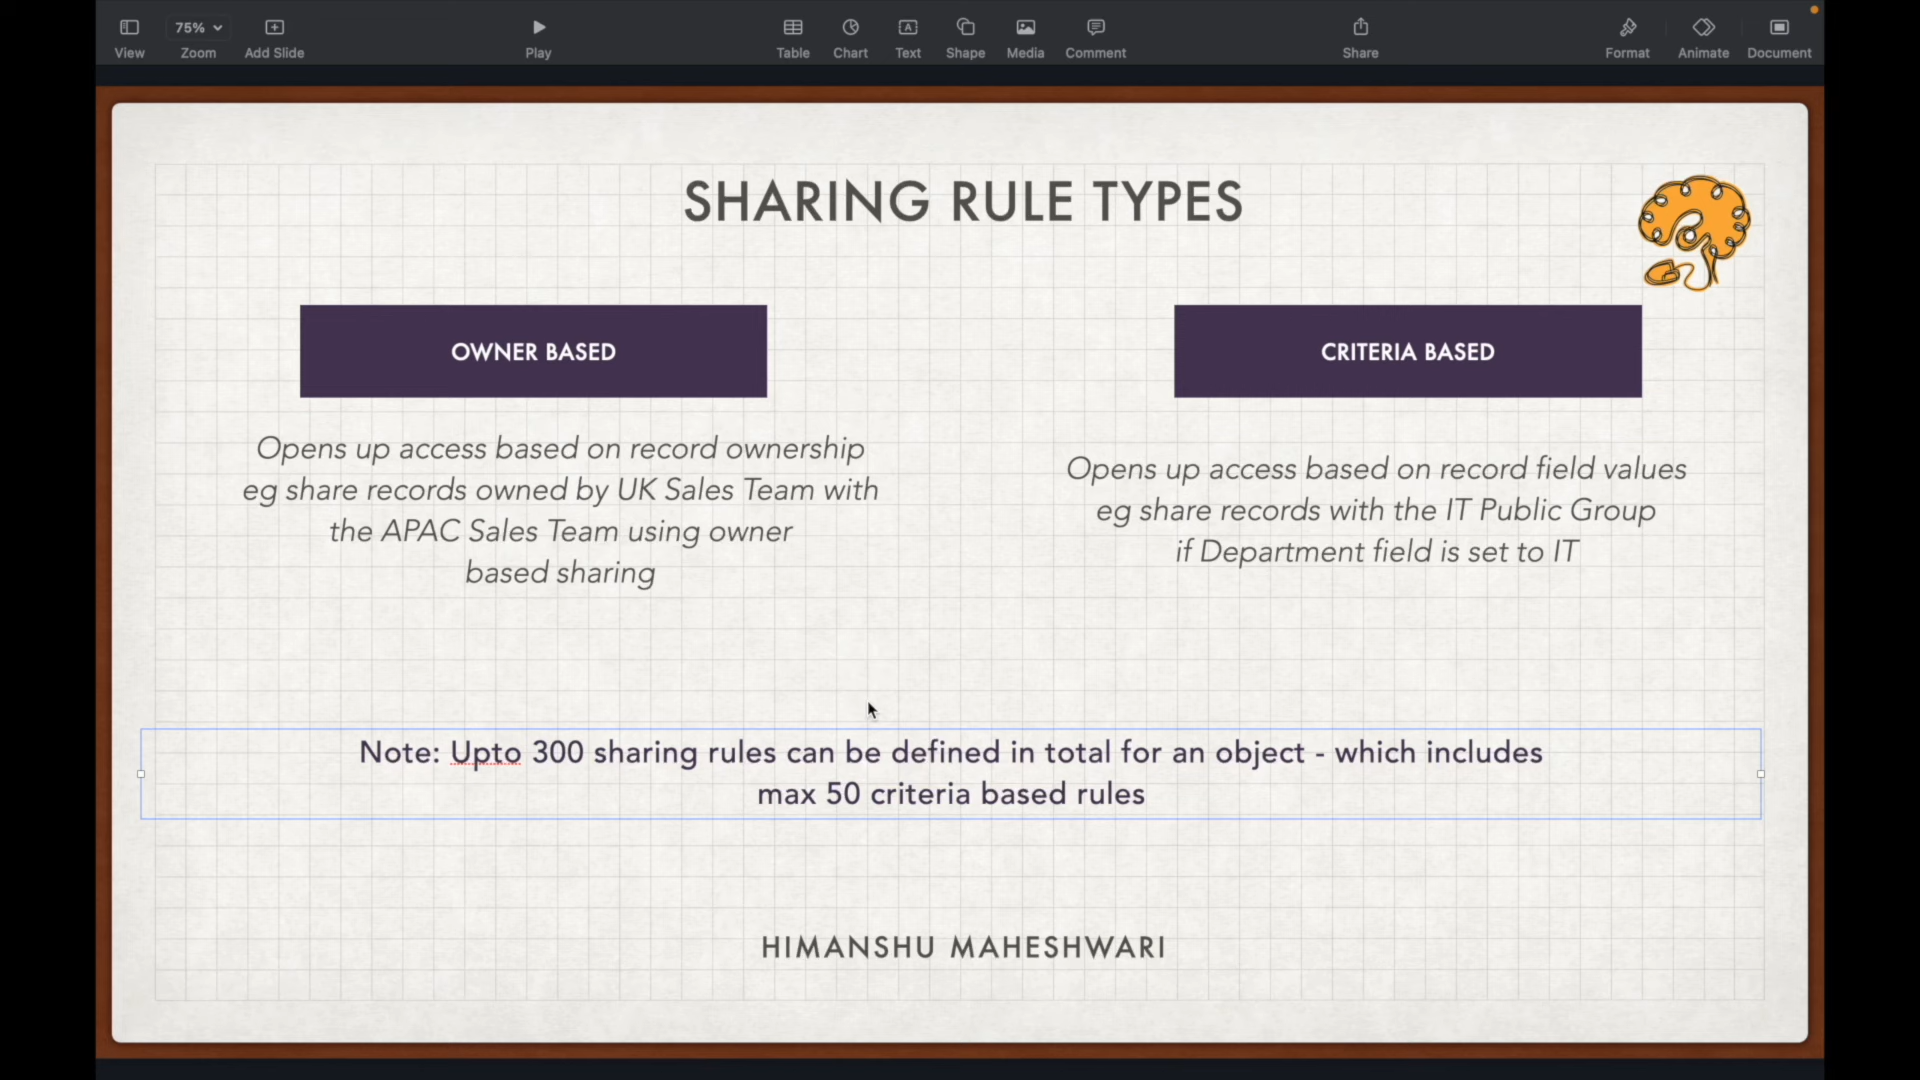 75%
View
Zoom
Add Slide
Play
Table
Chart
Text
Shape
Media
Comment
Share
Format
Animate
Document
SHARING RULE TYPES
OWNER BASED
Opens up access based on record ownership
eg share records owned by UK Sales Team with
the APAC Sales Team using owner
based sharing
CRITERIA BASED
Opens up access based on record field values
eg share records with the IT Public Group
if Department field is set to IT
Note: Upto 300 sharing rules can be defined in total for an object - which includes
max 50 criteria based rules
HIMANSHU MAHESHWARI